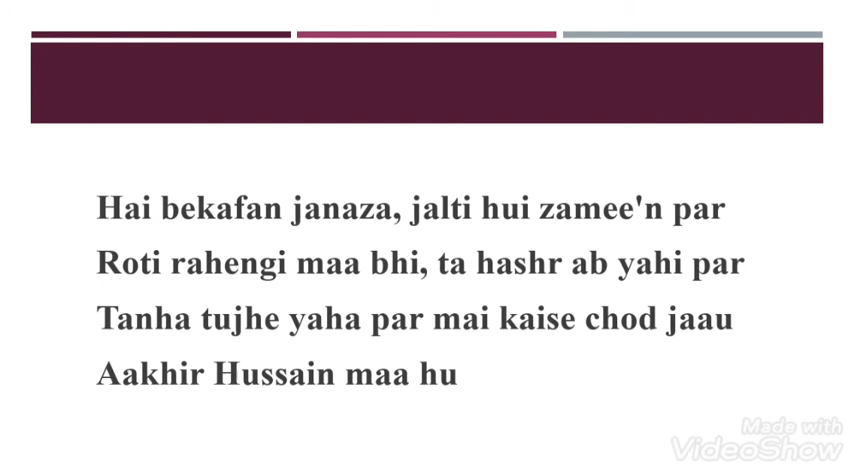 Hai bekafan janaza, jalti hui zamee'n par
Roti rahengi maa bhi, ta hashr ab yahi par
Tanha tujhe yaha par mai kaise chod jaau
Aakhir Hussain maa hu
Made with
VideoShow